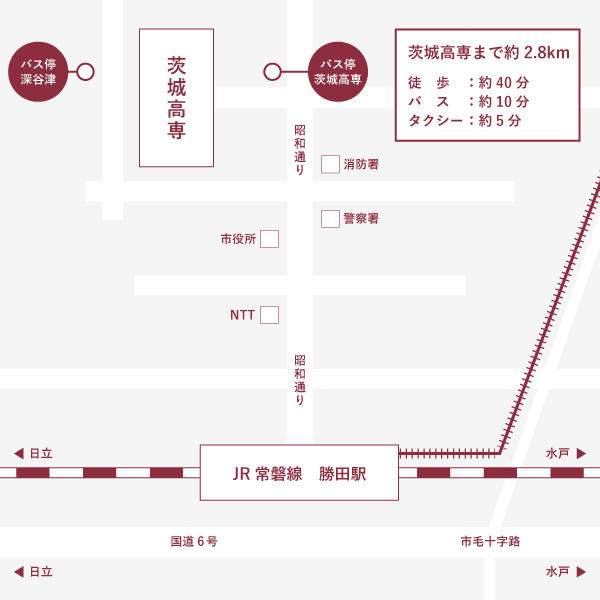 バス停
深谷津
茨城高専
バス停
茨城高専
茨城高専まで約 2.8km
徒　歩　：約 40 分
バ　ス　：約 10 分
タクシー：約 5 分
昭和通り
消防署
警察署
市役所
NTT
昭和通り
日立
水戸
JR 常磐線　勝田駅
国道 6 号
市毛十字路
日立
水戸